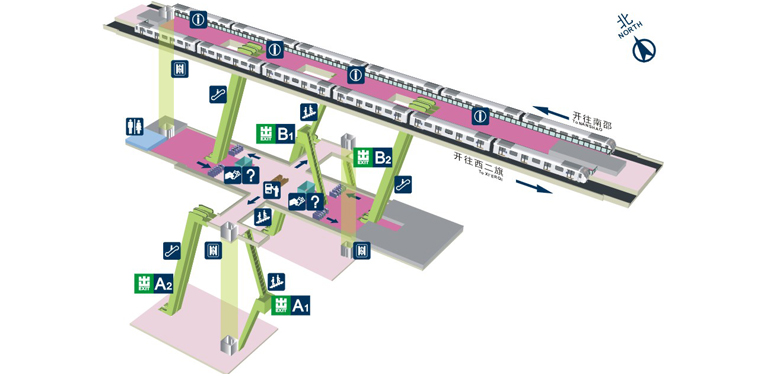 北
NORTH
开往南邵
To NANSHAO
开往西二旗
To XI'ERQI
EXIT B1
EXIT B2
?
?
EXIT A2
EXIT A1